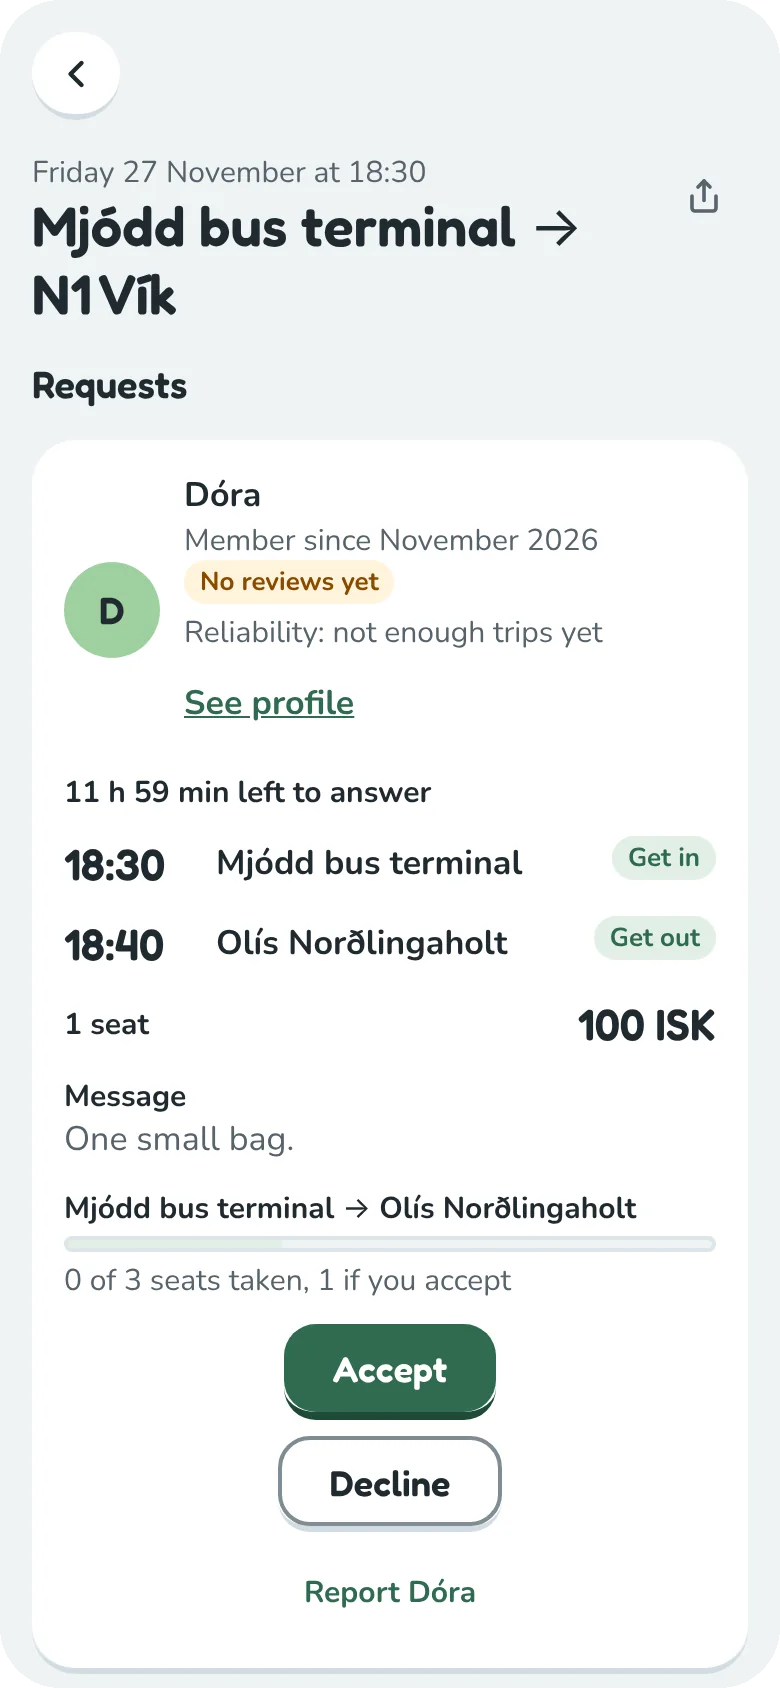 Friday 27 November at 18:30
Mjódd bus terminal →
N1 Vík
Requests
Dóra
Member since November 2026
No reviews yet
D
Reliability: not enough trips yet
See profile
11 h 59 min left to answer
18:30 Mjódd bus terminal Get in
18:40 Olís Norðlingaholt Get out
1 seat 100 ISK
Message
One small bag.
Mjódd bus terminal → Olís Norðlingaholt
0 of 3 seats taken, 1 if you accept
Accept
Decline
Report Dóra